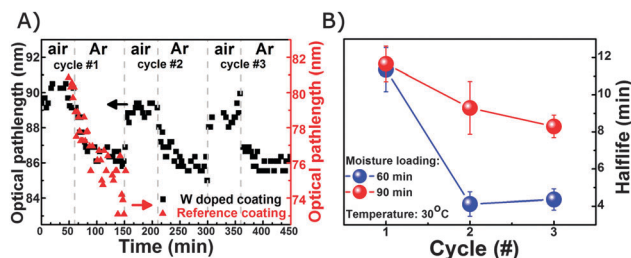 A)
air Ar air Ar air Ar
cycle #1 cycle #2 cycle #3
Optical pathlength (nm)
92
90
88
86
84
81
80
78
76
74
W doped coating
Reference coating
Optical pathlength (nm)
0 50 100 150 200 250 300 350 400 450
Time (min)
B)
12
10
8
6
4
Halflife (min)
Moisture loading:
60 min
90 min
Temperature: 30°C
1 2 3
Cycle (#)